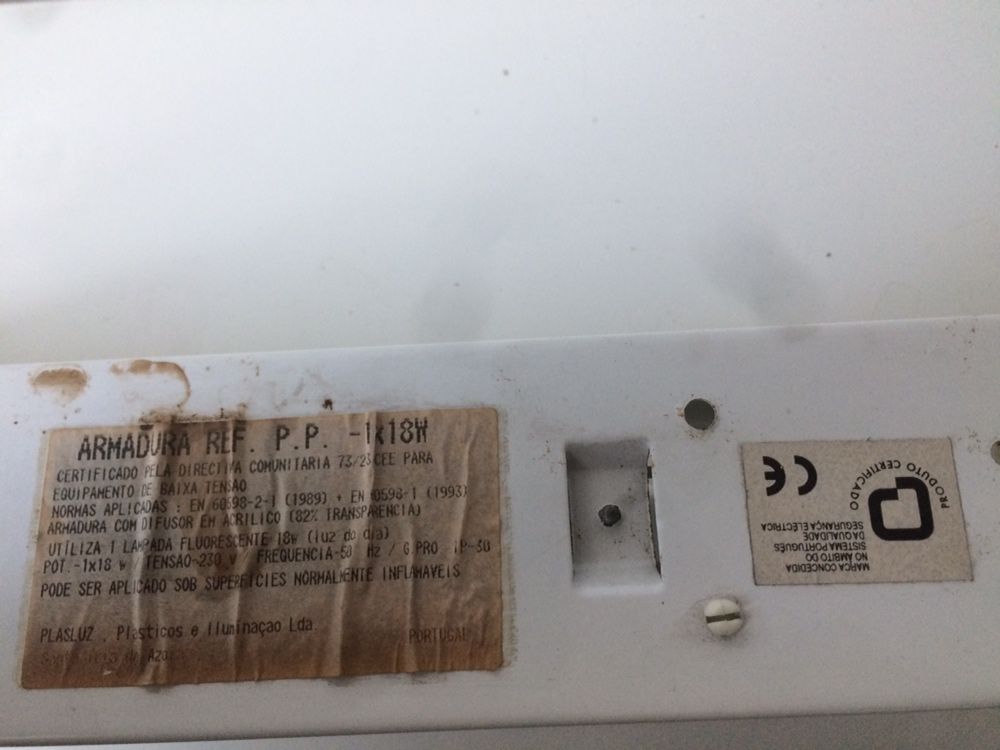 ARMADURA REF. P.P. -1x18W
CERTIFICADO PELA DIRECTIVA COMUNITARIA 73/23CEE PARA
EQUIPAMENTO DE BAIXA TENSAO
NORMAS APLICADAS : EN 60598-2-1 (1989) + EN 60598-1 (1993)
ARMADURA COM DIFUSOR EM ACRILICO (82% TRANSPARENCIA)
UTILIZA 1 LAMPADA FLUORESCENTE 18w (luz do dia)
POT.-1x18 w TENSAO-230 V FREQUENCIA-50 Hz / G.PRO - IP-30
PODE SER APLICADO SOB SUPERFICIES NORMALMENTE INFLAMAVEIS
PLASLUZ . Plasticos e Iluminaçao Lda.
PORTUGAL
PRODUTO CERTIFICADO
CE
MARCA CONCEDIDA
NO ÂMBITO DO
SISTEMA PORTUGUÊS
DA QUALIDADE
SEGURANÇA ELÉCTRICA